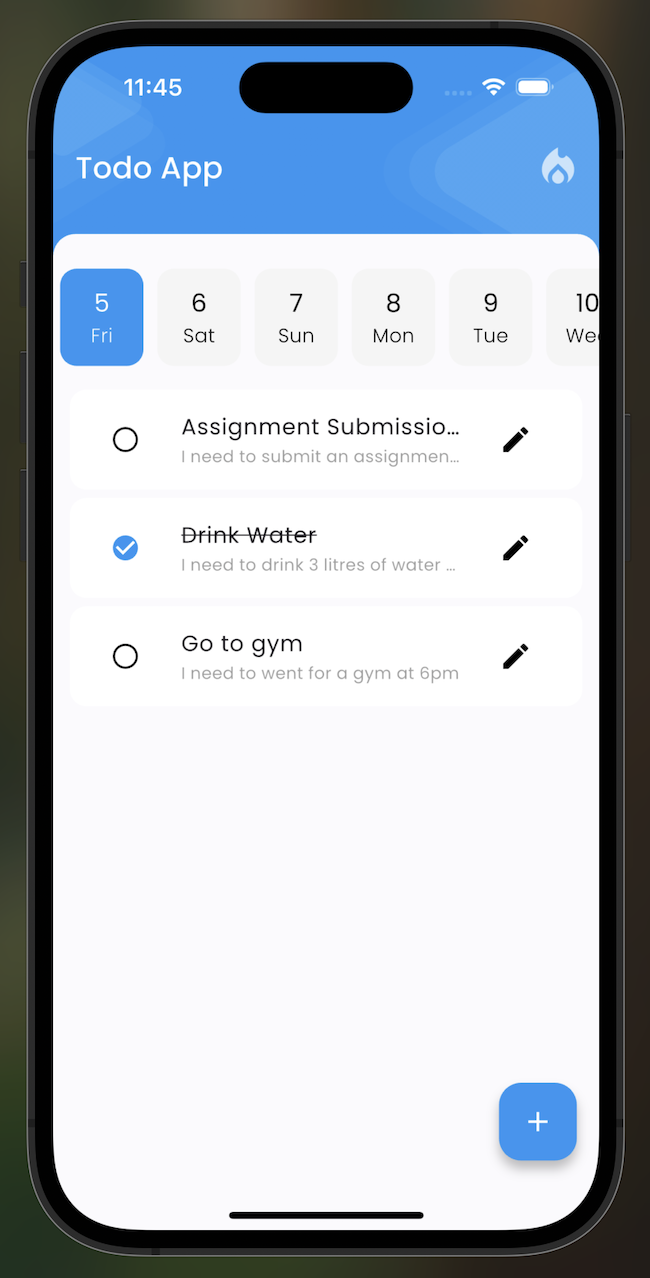 11:45
Todo App
5 6 7 8 9 10
Fri Sat Sun Mon Tue We
Assignment Submissio...
I need to submit an assignmen...
Drink Water
I need to drink 3 litres of water ...
Go to gym
I need to went for a gym at 6pm